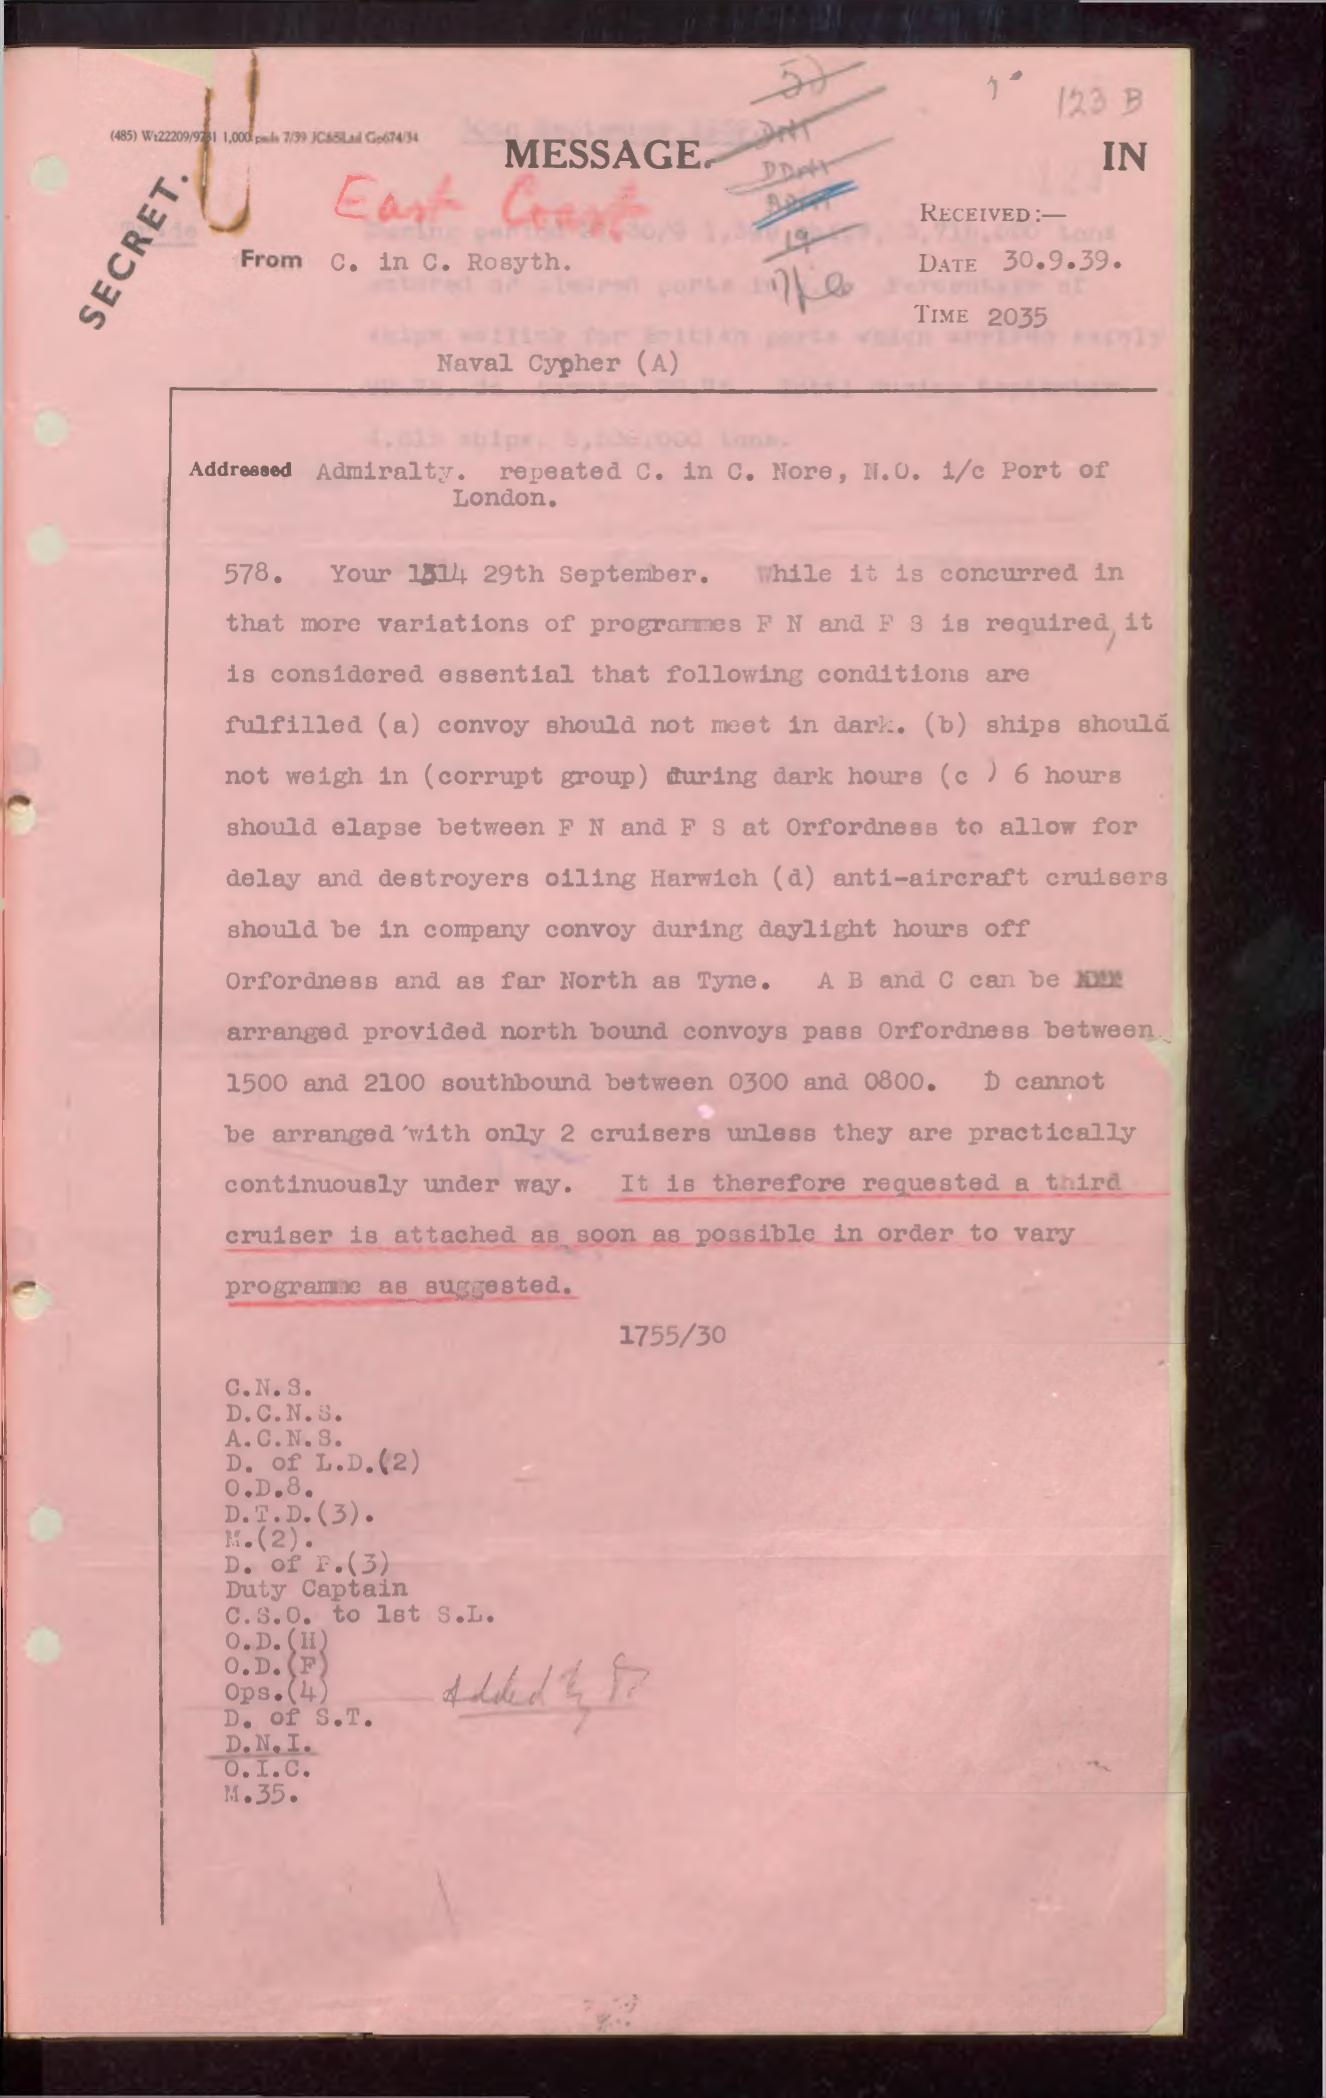 123 B
(485) Wt22209/9231 1,000 pads 7/39 JC&SLtd Gp674/34
MESSAGE.
IN
SECRET.
East Coast.
50
DNI
DDNI
19
RECEIVED:—
From C. in C. Rosyth.
DATE 30.9.39.
TIME 2035
Naval Cypher (A)
Addressed Admiralty. repeated C. in C. Nore, N.O. i/c Port of
London.
578. Your 1314 29th September. While it is concurred in
that more variations of programmes F N and F S is required, it
is considered essential that following conditions are
fulfilled (a) convoy should not meet in dark. (b) ships should
not weigh in (corrupt group) during dark hours (c ) 6 hours
should elapse between F N and F S at Orfordness to allow for
delay and destroyers oiling Harwich (d) anti-aircraft cruisers
should be in company convoy during daylight hours off
Orfordness and as far North as Tyne. A B and C can be
arranged provided north bound convoys pass Orfordness between
1500 and 2100 southbound between 0300 and 0800. D cannot
be arranged with only 2 cruisers unless they are practically
continuously under way. It is therefore requested a third
cruiser is attached as soon as possible in order to vary
programme as suggested.
1755/30
C.N.S.
D.C.N.S.
A.C.N.S.
D. of L.D.(2)
O.D.8.
D.T.D.(3).
M.(2).
D. of P.(3)
Duty Captain
C.S.O. to 1st S.L.
O.D.(H)
O.D.(F)
Ops.(4)
D. of S.T.
Added by
D.N.I.
O.I.C.
M.35.